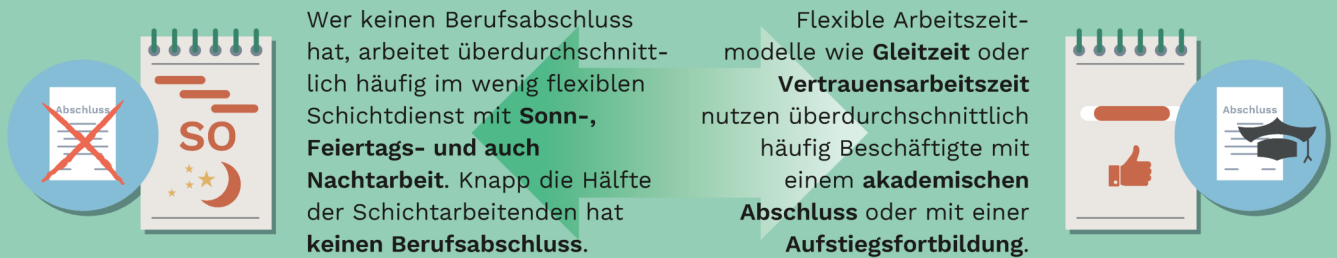 Abschluss
SO
Wer keinen Berufsabschluss
hat, arbeitet überdurchschnitt-
lich häufig im wenig flexiblen
Schichtdienst mit Sonn-,
Feiertags- und auch
Nachtarbeit. Knapp die Hälfte
der Schichtarbeitenden hat
keinen Berufsabschluss.
Flexible Arbeitszeit-
modelle wie Gleitzeit oder
Vertrauensarbeitszeit
nutzen überdurchschnittlich
häufig Beschäftigte mit
einem akademischen
Abschluss oder mit einer
Aufstiegsfortbildung.
Abschluss